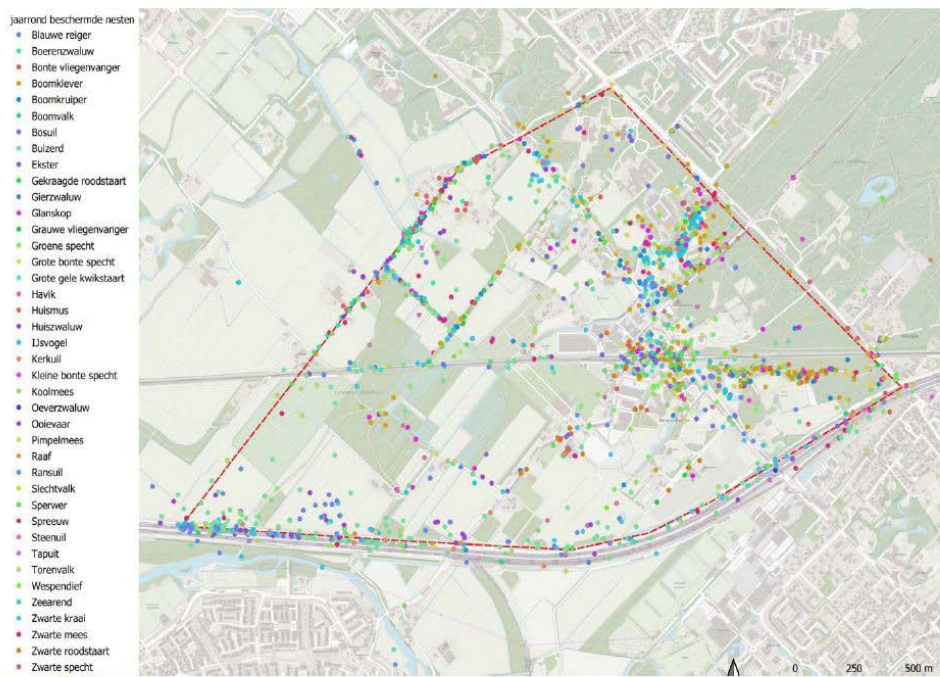 jaarrond beschermde nesten
Blauwe reiger
Boerenzwaluw
Bonte vliegenvanger
Boomklever
Boomkruiper
Boomvalk
Bosuil
Buizerd
Ekster
Gekraagde roodstaart
Gierzwaluw
Glanskop
Grauwe vliegenvanger
Groene specht
Grote bonte specht
Grote gele kwikstaart
Havik
Huismus
Huiszwaluw
IJsvogel
Kerkuil
Kleine bonte specht
Koolmees
Oeverzwaluw
Ooievaar
Pimpelmees
Raaf
Ransuil
Slechtvalk
Sperwer
Spreeuw
Steenuil
Tapuit
Torenvalk
Wespendief
Zeearend
Zwarte kraai
Zwarte mees
Zwarte roodstaart
Zwarte specht
0 250 500 m